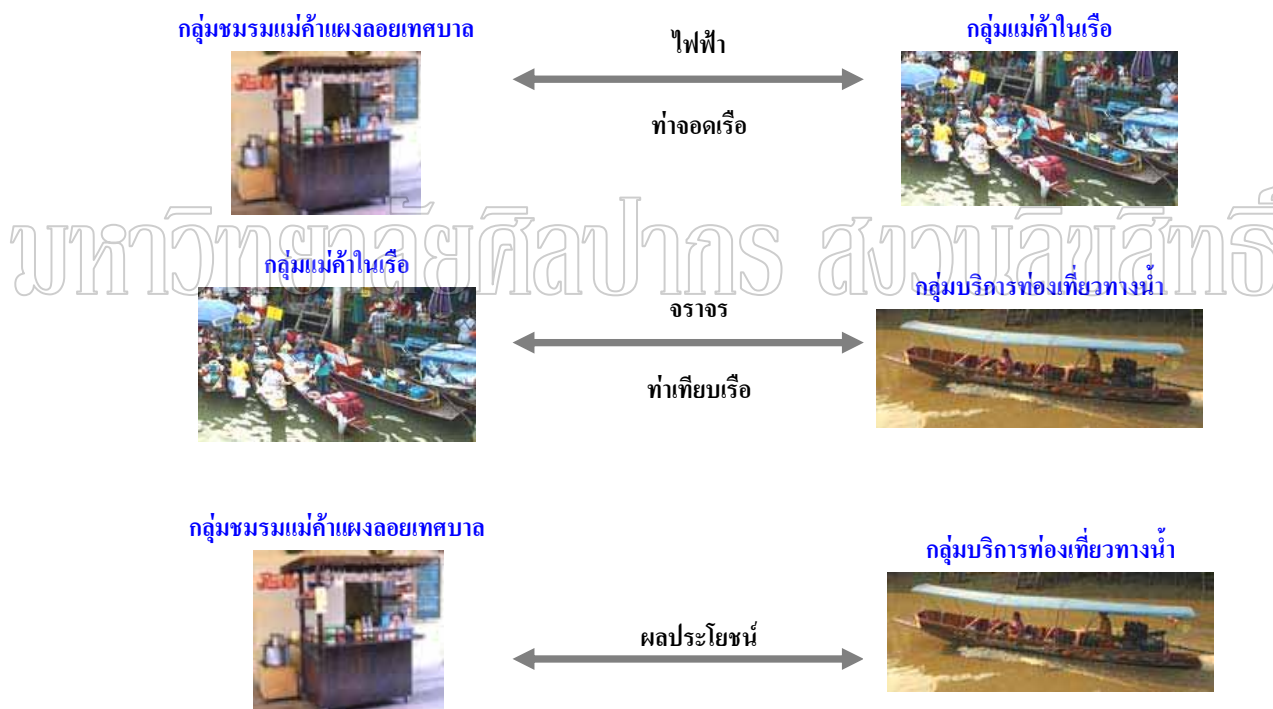 กลุ่มชมรมแม่ค้าแผงลอยเทศบาล
ไฟฟ้า
กลุ่มแม่ค้าในเรือ
ท่าจอดเรือ
มหาวิทยาลัยศิลปากร สงวนลิขสิทธิ์
กลุ่มแม่ค้าในเรือ
จราจร
กลุ่มบริการท่องเที่ยวทางน้ำ
ท่าเทียบเรือ
กลุ่มชมรมแม่ค้าแผงลอยเทศบาล
กลุ่มบริการท่องเที่ยวทางน้ำ
ผลประโยชน์